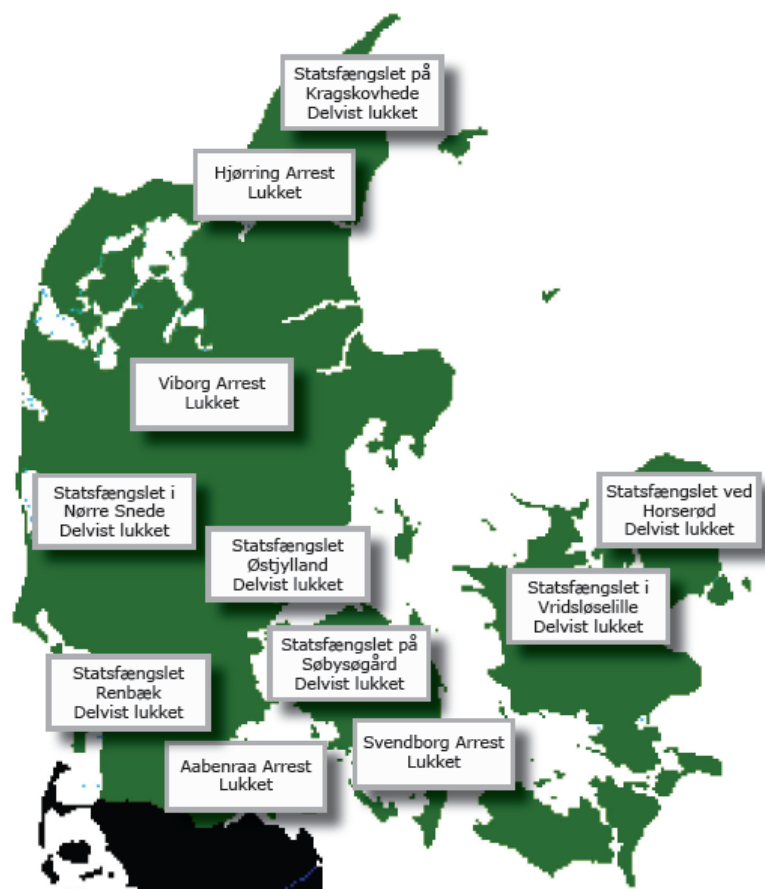 Statsfængslet på
Kragskovhede
Delvist lukket
Hjørring Arrest
Lukket
Viborg Arrest
Lukket
Statsfængslet i
Nørre Snede
Delvist lukket
Statsfængslet ved
Horserød
Delvist lukket
Statsfængslet
Østjylland
Delvist lukket
Statsfængslet i
Vridsløselille
Delvist lukket
Statsfængslet på
Søbysøgård
Delvist lukket
Statsfængslet
Renbæk
Delvist lukket
Svendborg Arrest
Lukket
Aabenraa Arrest
Lukket